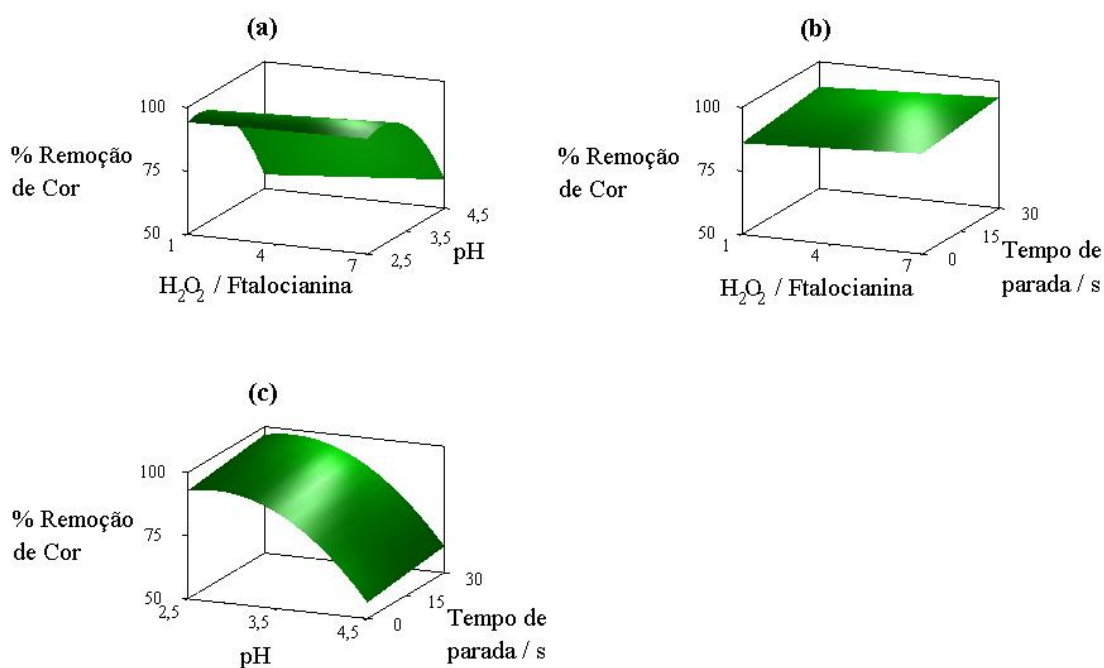 (a)
100
% Remoção
75
de Cor
50
1
4
7
H₂O₂ / Ftalocianina
2,5
3,5
4,5
pH
(b)
100
% Remoção
75
de Cor
50
1
4
7
H₂O₂ / Ftalocianina
0
15
30
Tempo de
parada / s
(c)
100
% Remoção
75
de Cor
50
2,5
3,5
4,5
pH
0
15
30
Tempo de
parada / s